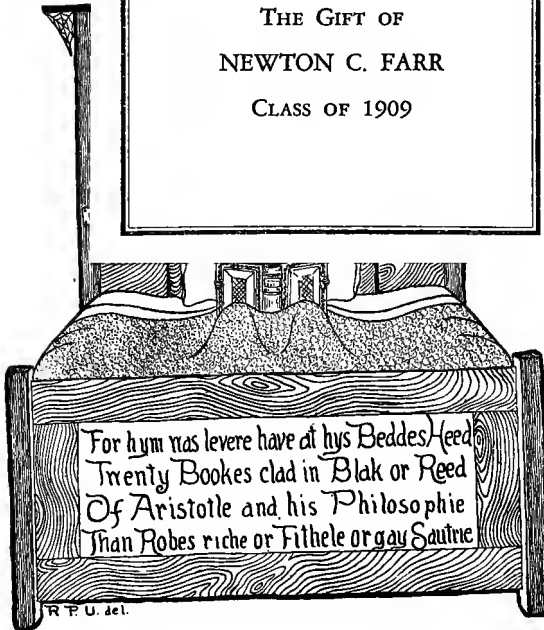 THE GIFT OF
NEWTON C. FARR
CLASS OF 1909
For hym was levere have at hys Beddes Heed
Twenty Bookes clad in Blak or Reed
Of Aristotle and his Philosophie
Than Robes riche or Fithele or gay Sautrie
R P. U. del.